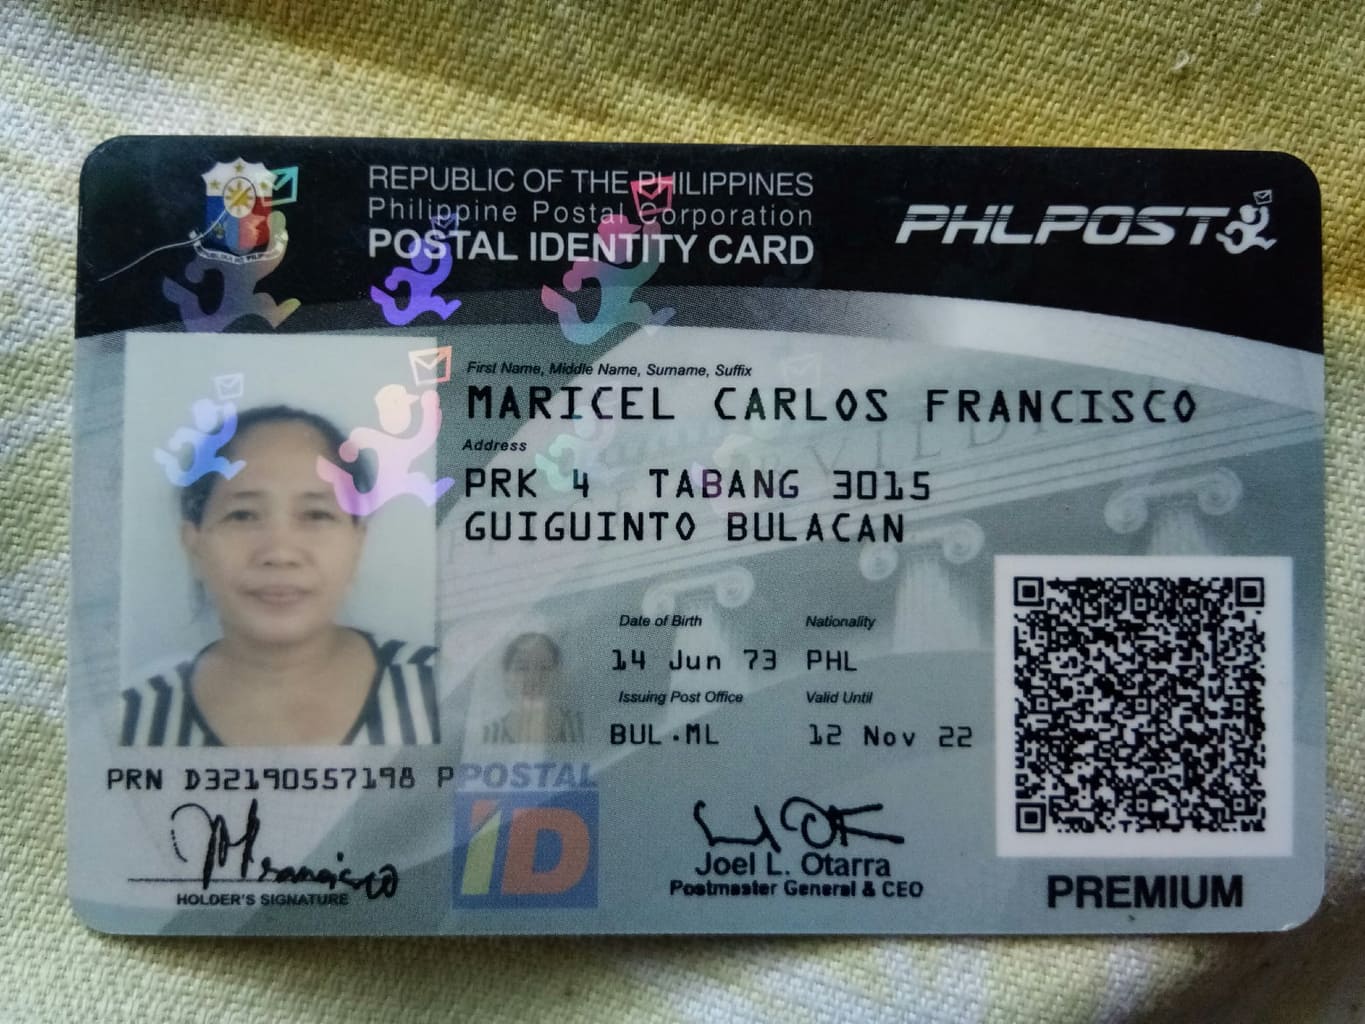 REPUBLIC OF THE PHILIPPINES
Philippine Postal Corporation
POSTAL IDENTITY CARD
PHLPOST
First Name, Middle Name, Surname, Suffix
MARICEL CARLOS FRANCISCO
Address
PRK 4 TABANG 3015
GUIGUINTO BULACAN
Date of Birth Nationality
14 Jun 73 PHL
Issuing Post Office Valid Until
BUL.ML 12 Nov 22
PRN D32190557198 P
POSTAL
iD
M Francisco
HOLDER'S SIGNATURE
Joel L. Otarra
Postmaster General & CEO
PREMIUM